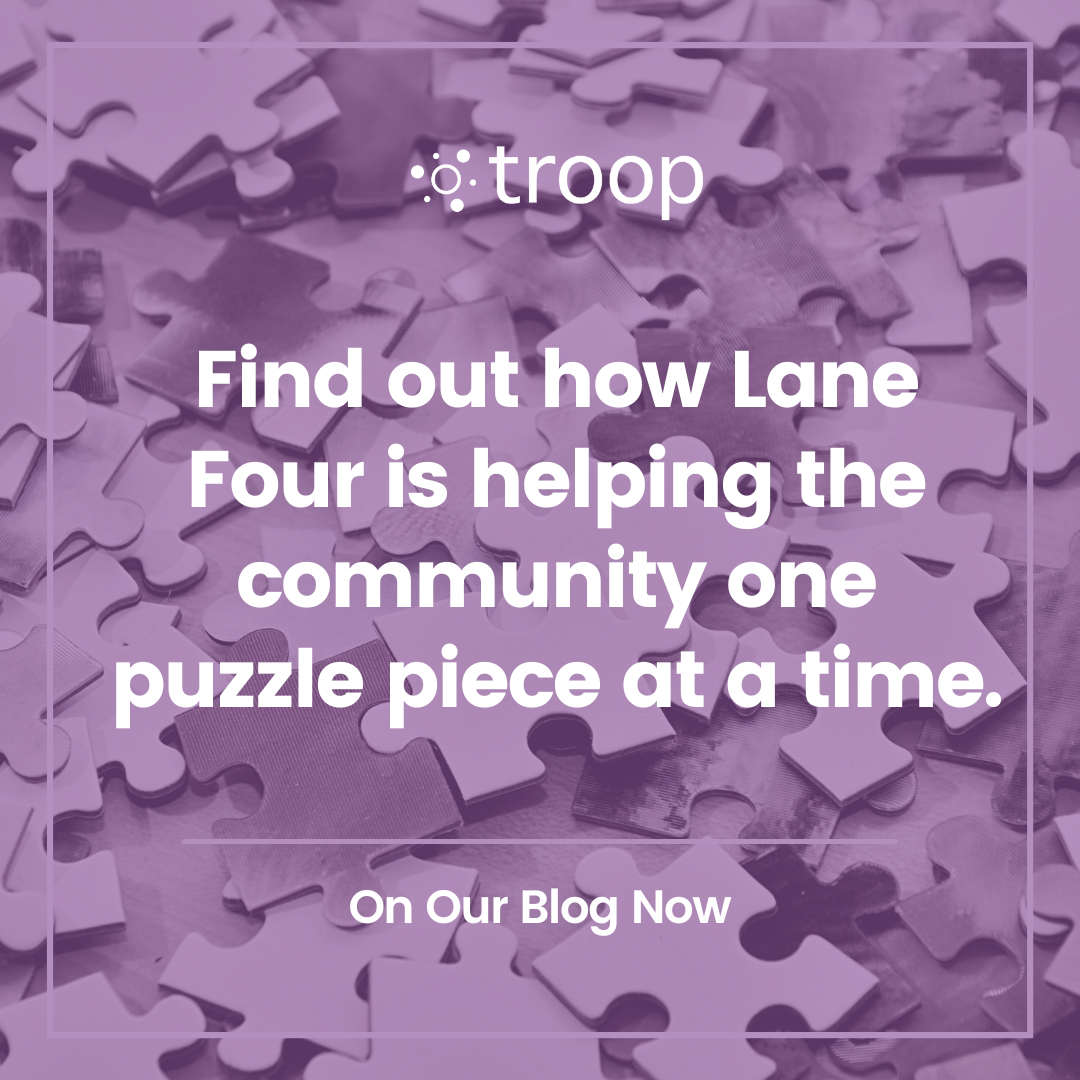 troop
Find out how Lane
Four is helping the
community one
puzzle piece at a time.
On Our Blog Now